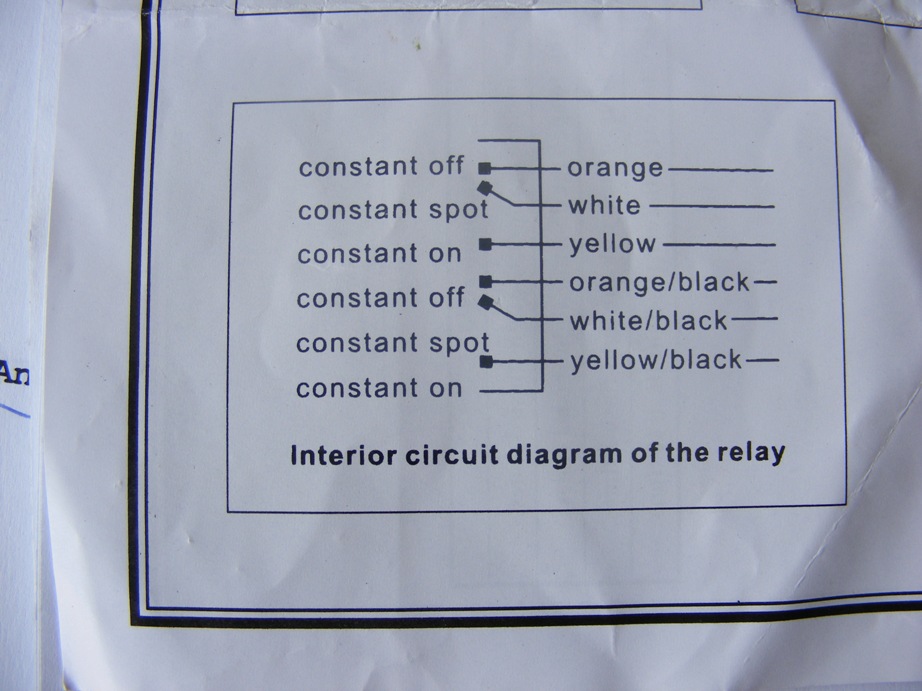 constant off orange
constant spot white
constant on yellow
constant off orange/black
constant spot white/black
constant on yellow/black
Interior circuit diagram of the relay
An